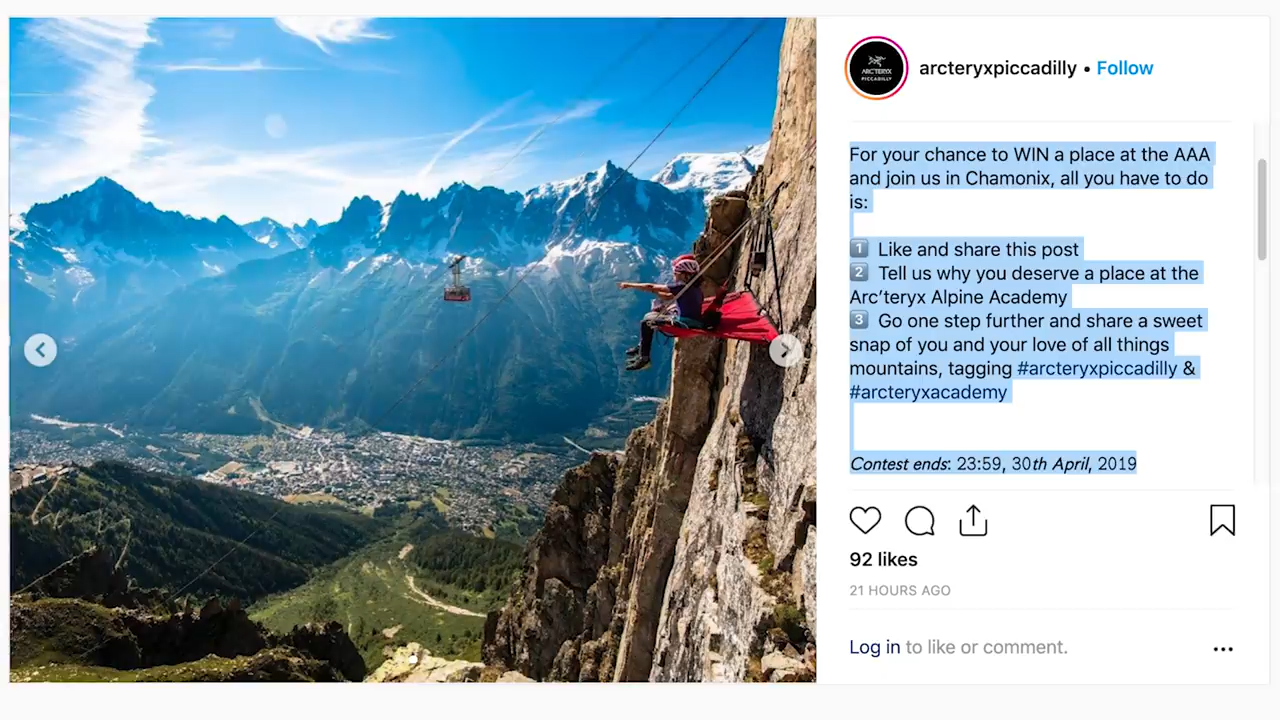 ARC'TERYX
PICCADILLY
arcteryxpiccadilly • Follow
For your chance to WIN a place at the AAA
and join us in Chamonix, all you have to do
is:
1 Like and share this post
2 Tell us why you deserve a place at the
Arc'teryx Alpine Academy
3 Go one step further and share a sweet
snap of you and your love of all things
mountains, tagging #arcteryxpiccadilly &
#arcteryxacademy
Contest ends: 23:59, 30th April, 2019
92 likes
21 HOURS AGO
Log in to like or comment.